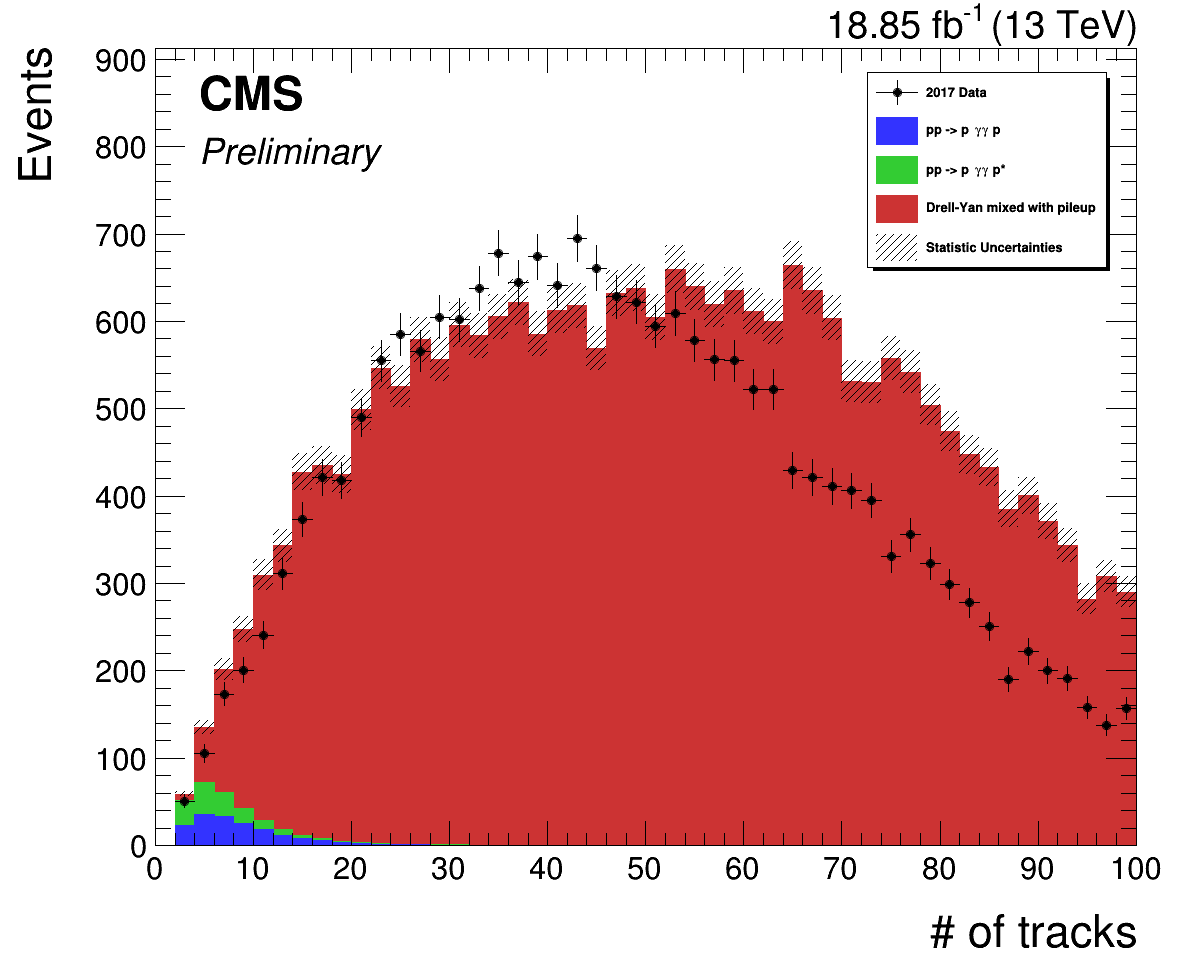 18.85 fb⁻¹ (13 TeV)
Events
CMS
Preliminary
2017 Data
pp -> p γγ p
pp -> p γγ p*
Drell-Yan mixed with pileup
Statistic Uncertainties
900
800
700
600
500
400
300
200
100
0
0 10 20 30 40 50 60 70 80 90 100
# of tracks